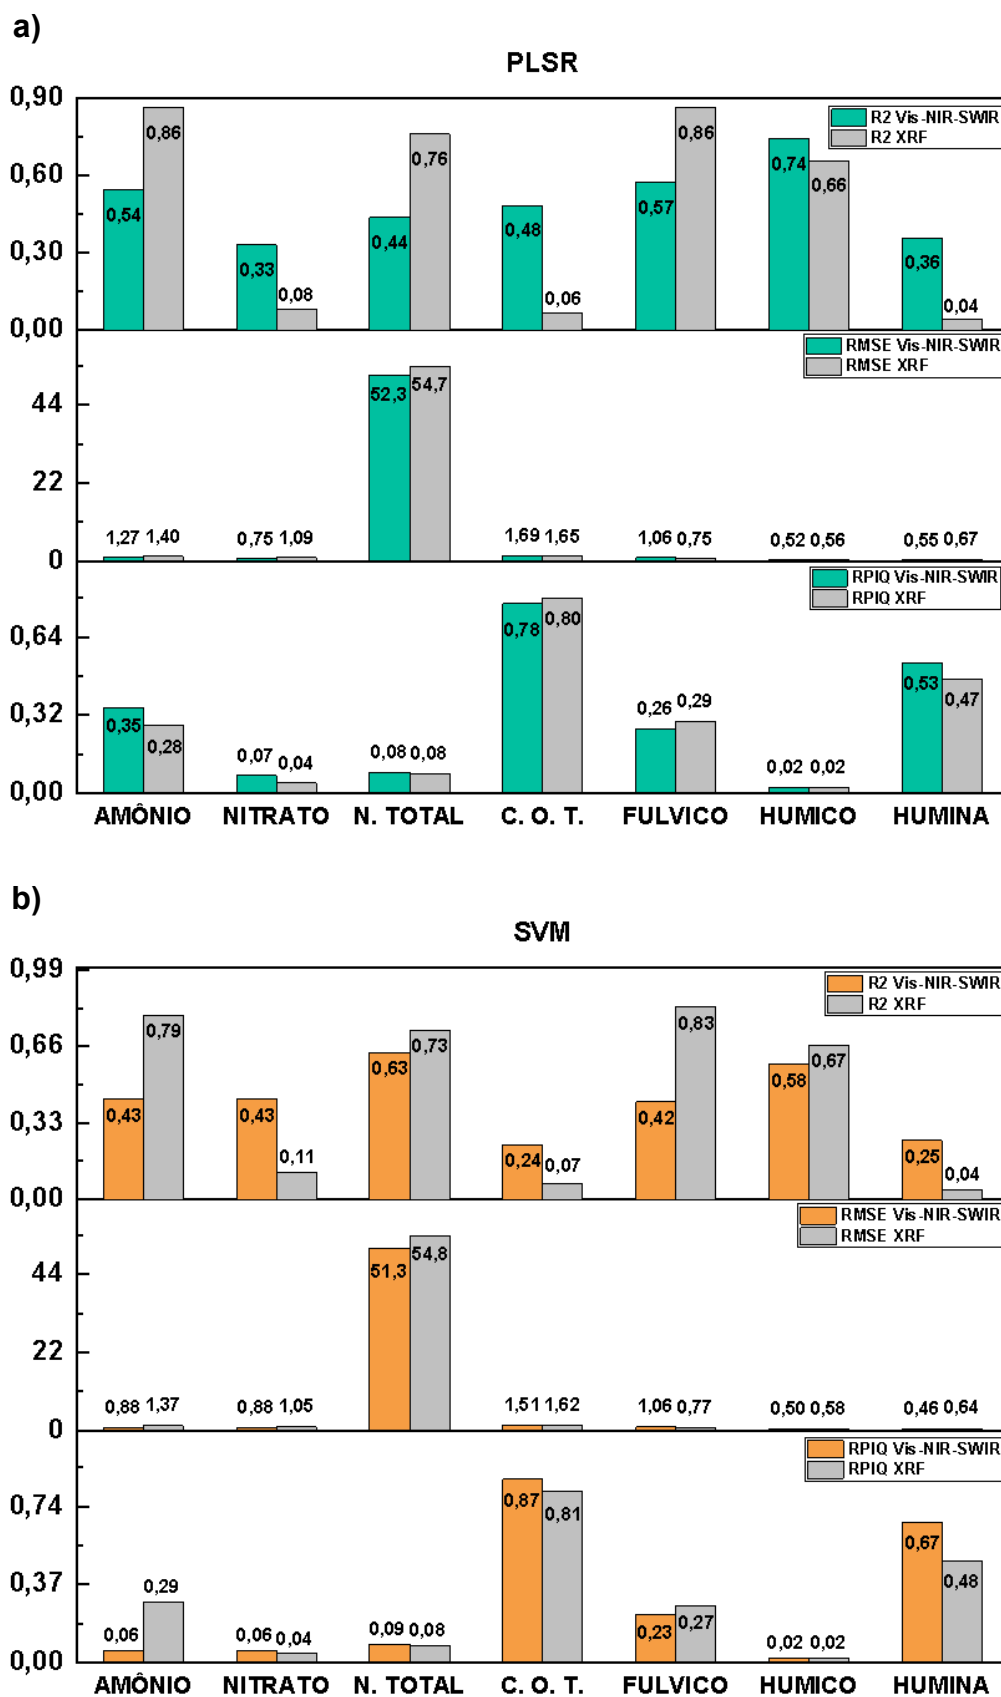 a)
PLSR
0,90
0,60
0,30
0,00
R2 Vis-NIR-SWIR
R2 XRF
0,54 0,86 0,33 0,08 0,44 0,76 0,48 0,06 0,57 0,86 0,74 0,66 0,36 0,04
44
22
0
RMSE Vis-NIR-SWIR
RMSE XRF
1,27 1,40 0,75 1,09 52,3 54,7 1,69 1,65 1,06 0,75 0,52 0,56 0,55 0,67
0,64
0,32
0,00
RPIQ Vis-NIR-SWIR
RPIQ XRF
0,35 0,28 0,07 0,04 0,08 0,08 0,78 0,80 0,26 0,29 0,02 0,02 0,53 0,47
AMÔNIO NITRATO N. TOTAL C. O. T. FULVICO HUMICO HUMINA
b)
SVM
0,99
0,66
0,33
0,00
R2 Vis-NIR-SWIR
R2 XRF
0,43 0,79 0,43 0,11 0,63 0,73 0,24 0,07 0,42 0,83 0,58 0,67 0,25 0,04
44
22
0
RMSE Vis-NIR-SWIR
RMSE XRF
0,88 1,37 0,88 1,05 51,3 54,8 1,51 1,62 1,06 0,77 0,50 0,58 0,46 0,64
0,74
0,37
0,00
RPIQ Vis-NIR-SWIR
RPIQ XRF
0,06 0,29 0,06 0,04 0,09 0,08 0,87 0,81 0,23 0,27 0,02 0,02 0,67 0,48
AMÔNIO NITRATO N. TOTAL C. O. T. FULVICO HUMICO HUMINA